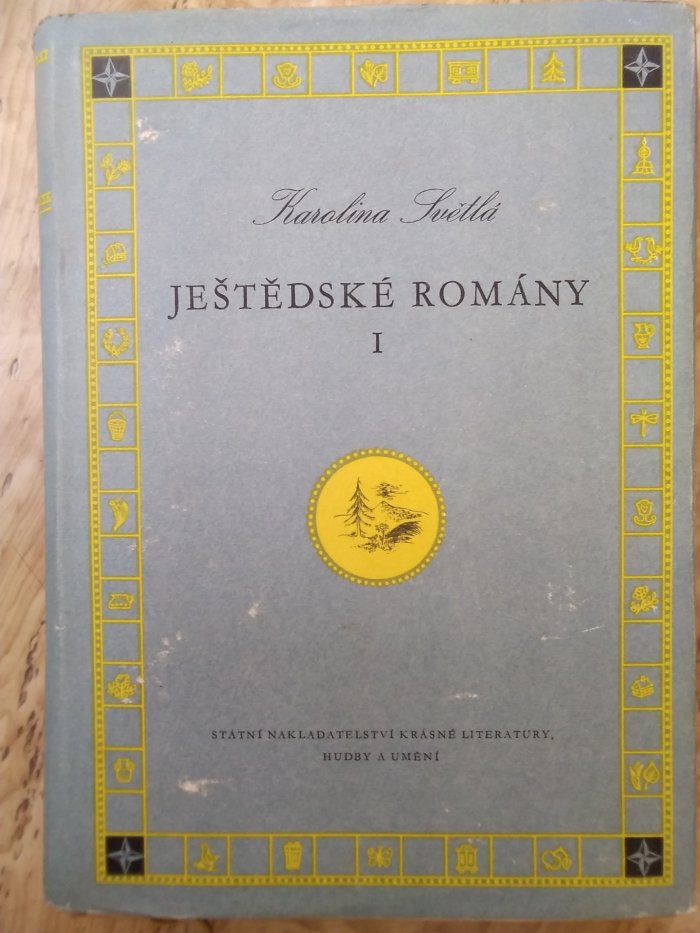 Karolina Světlá
JEŠTĚDSKÉ ROMÁNY
I
STÁTNÍ NAKLADATELSTVÍ KRÁSNÉ LITERATURY,
HUDBY A UMĚNÍ